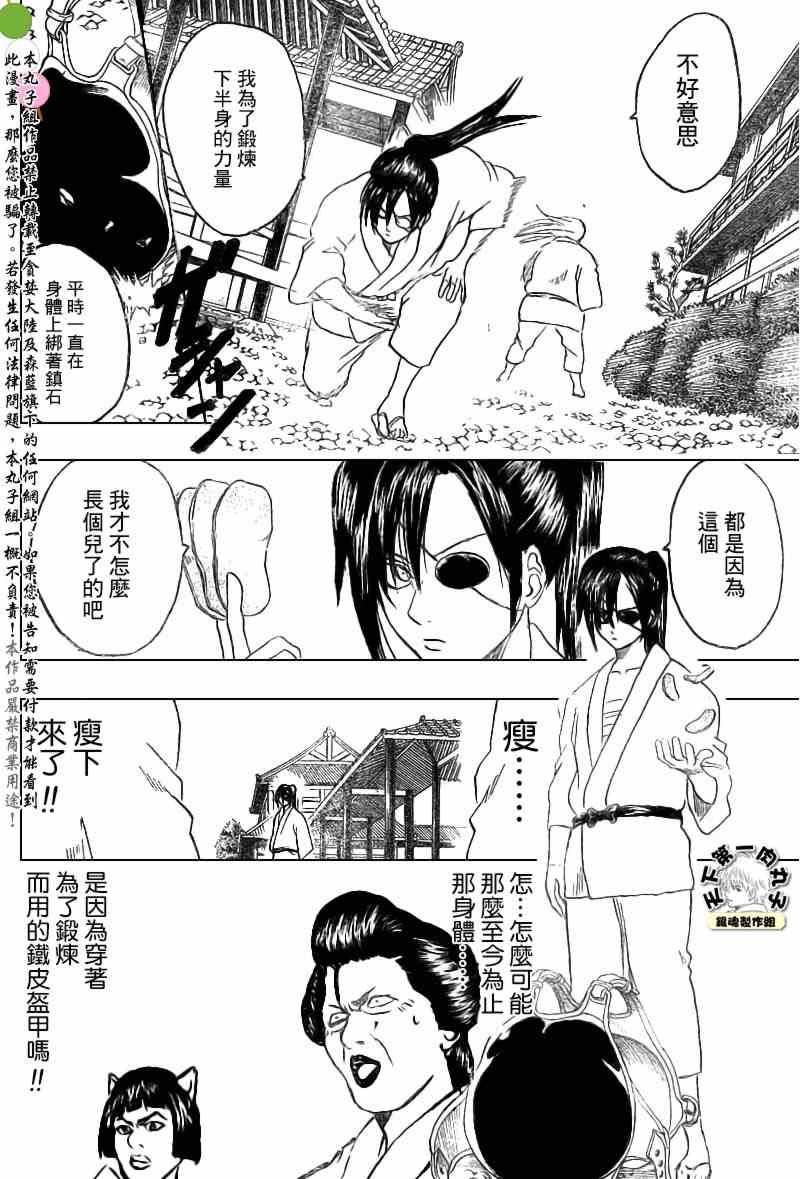 不好意思
我為了鍛煉
下半身的力量
平時一直在
身體上綁著鎮石
都是因為
這個
我才不怎麼
長個兒了的吧
瘦……
瘦下
來了!!
怎…怎麼可能
那麼至今為止
那身體……
是因為穿著
為了鍛煉
而用的鐵皮盔甲嗎!!
天下第一肉丸子
銀魂製作組
本丸子組作品禁止轉載至貪婪大陸及森藍旗下的任何網站。如果您被告知需要付款才能看到
此漫畫，那麼您被騙了。若發生任何法律問題，本丸子組一概不負責！本作品嚴禁商業用途！